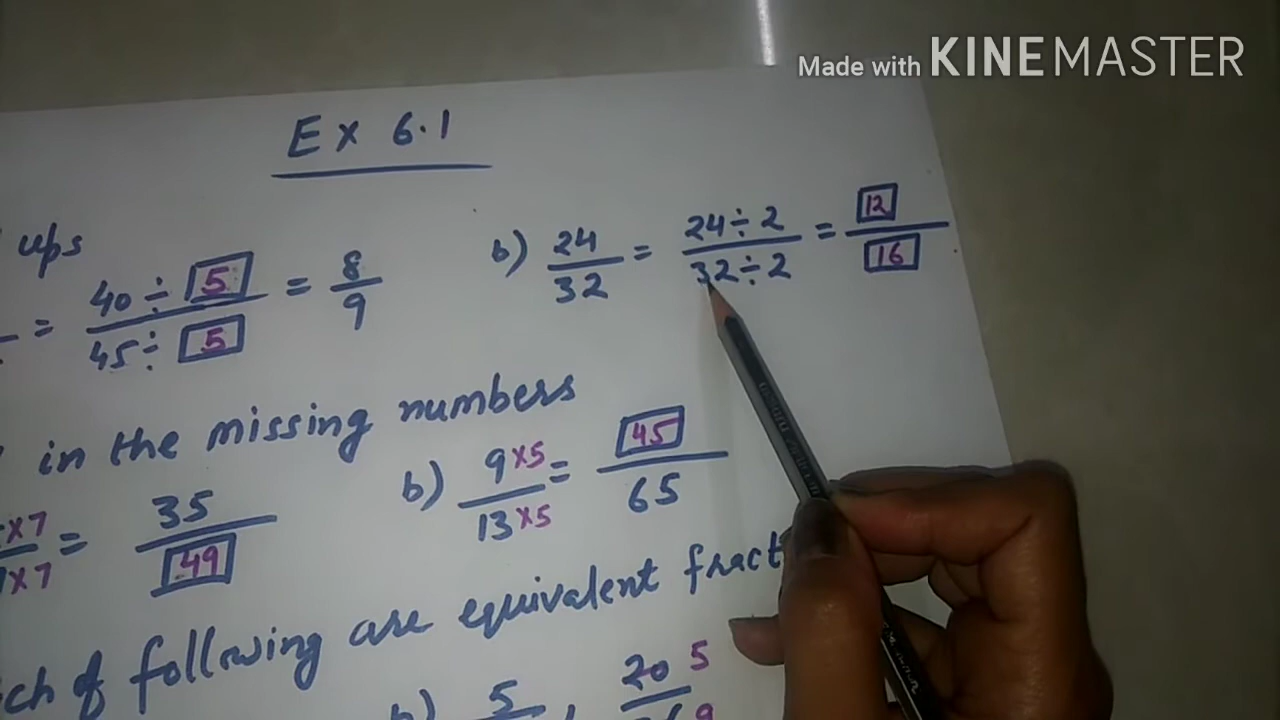 Made with KINEMASTER
Ex 6.1
ups
= 40 ÷ 5 / 45 ÷ 5 = 8/9
b) 24/32 = 24 ÷ 2 / 32 ÷ 2 = 12/16
in the missing numbers
×7 / ×7 = 35/49
b) 9 ×5 / 13 ×5 = 45/65
of following are equivalent fract
b) 5 20 5